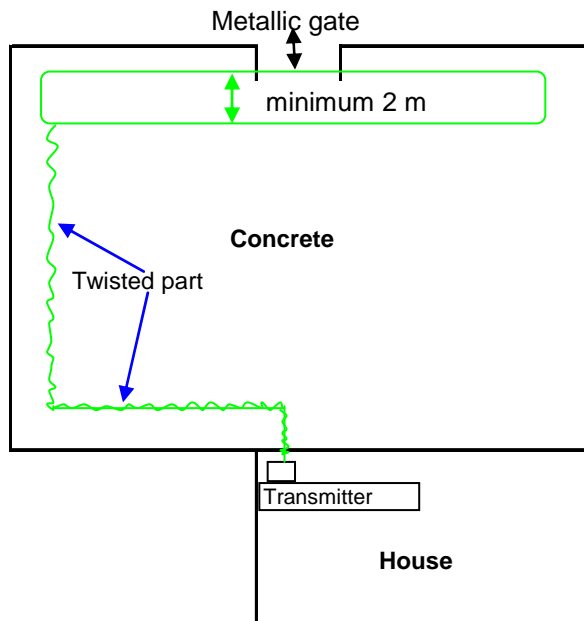 Metallic gate
minimum 2 m
Concrete
Twisted part
Transmitter
House